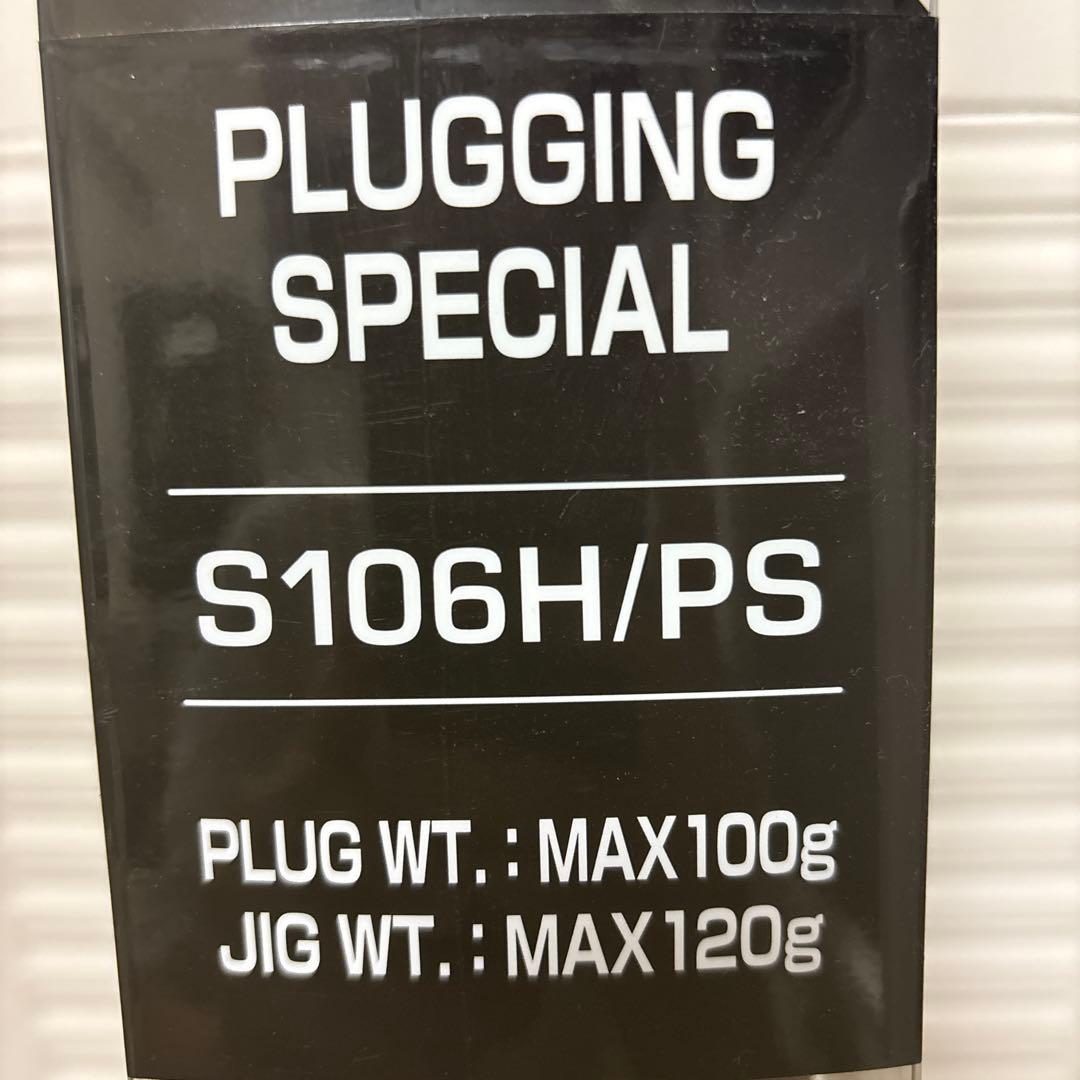 PLUGGING
SPECIAL
S106H/PS
PLUG WT. : MAX100g
JIG WT. : MAX120g